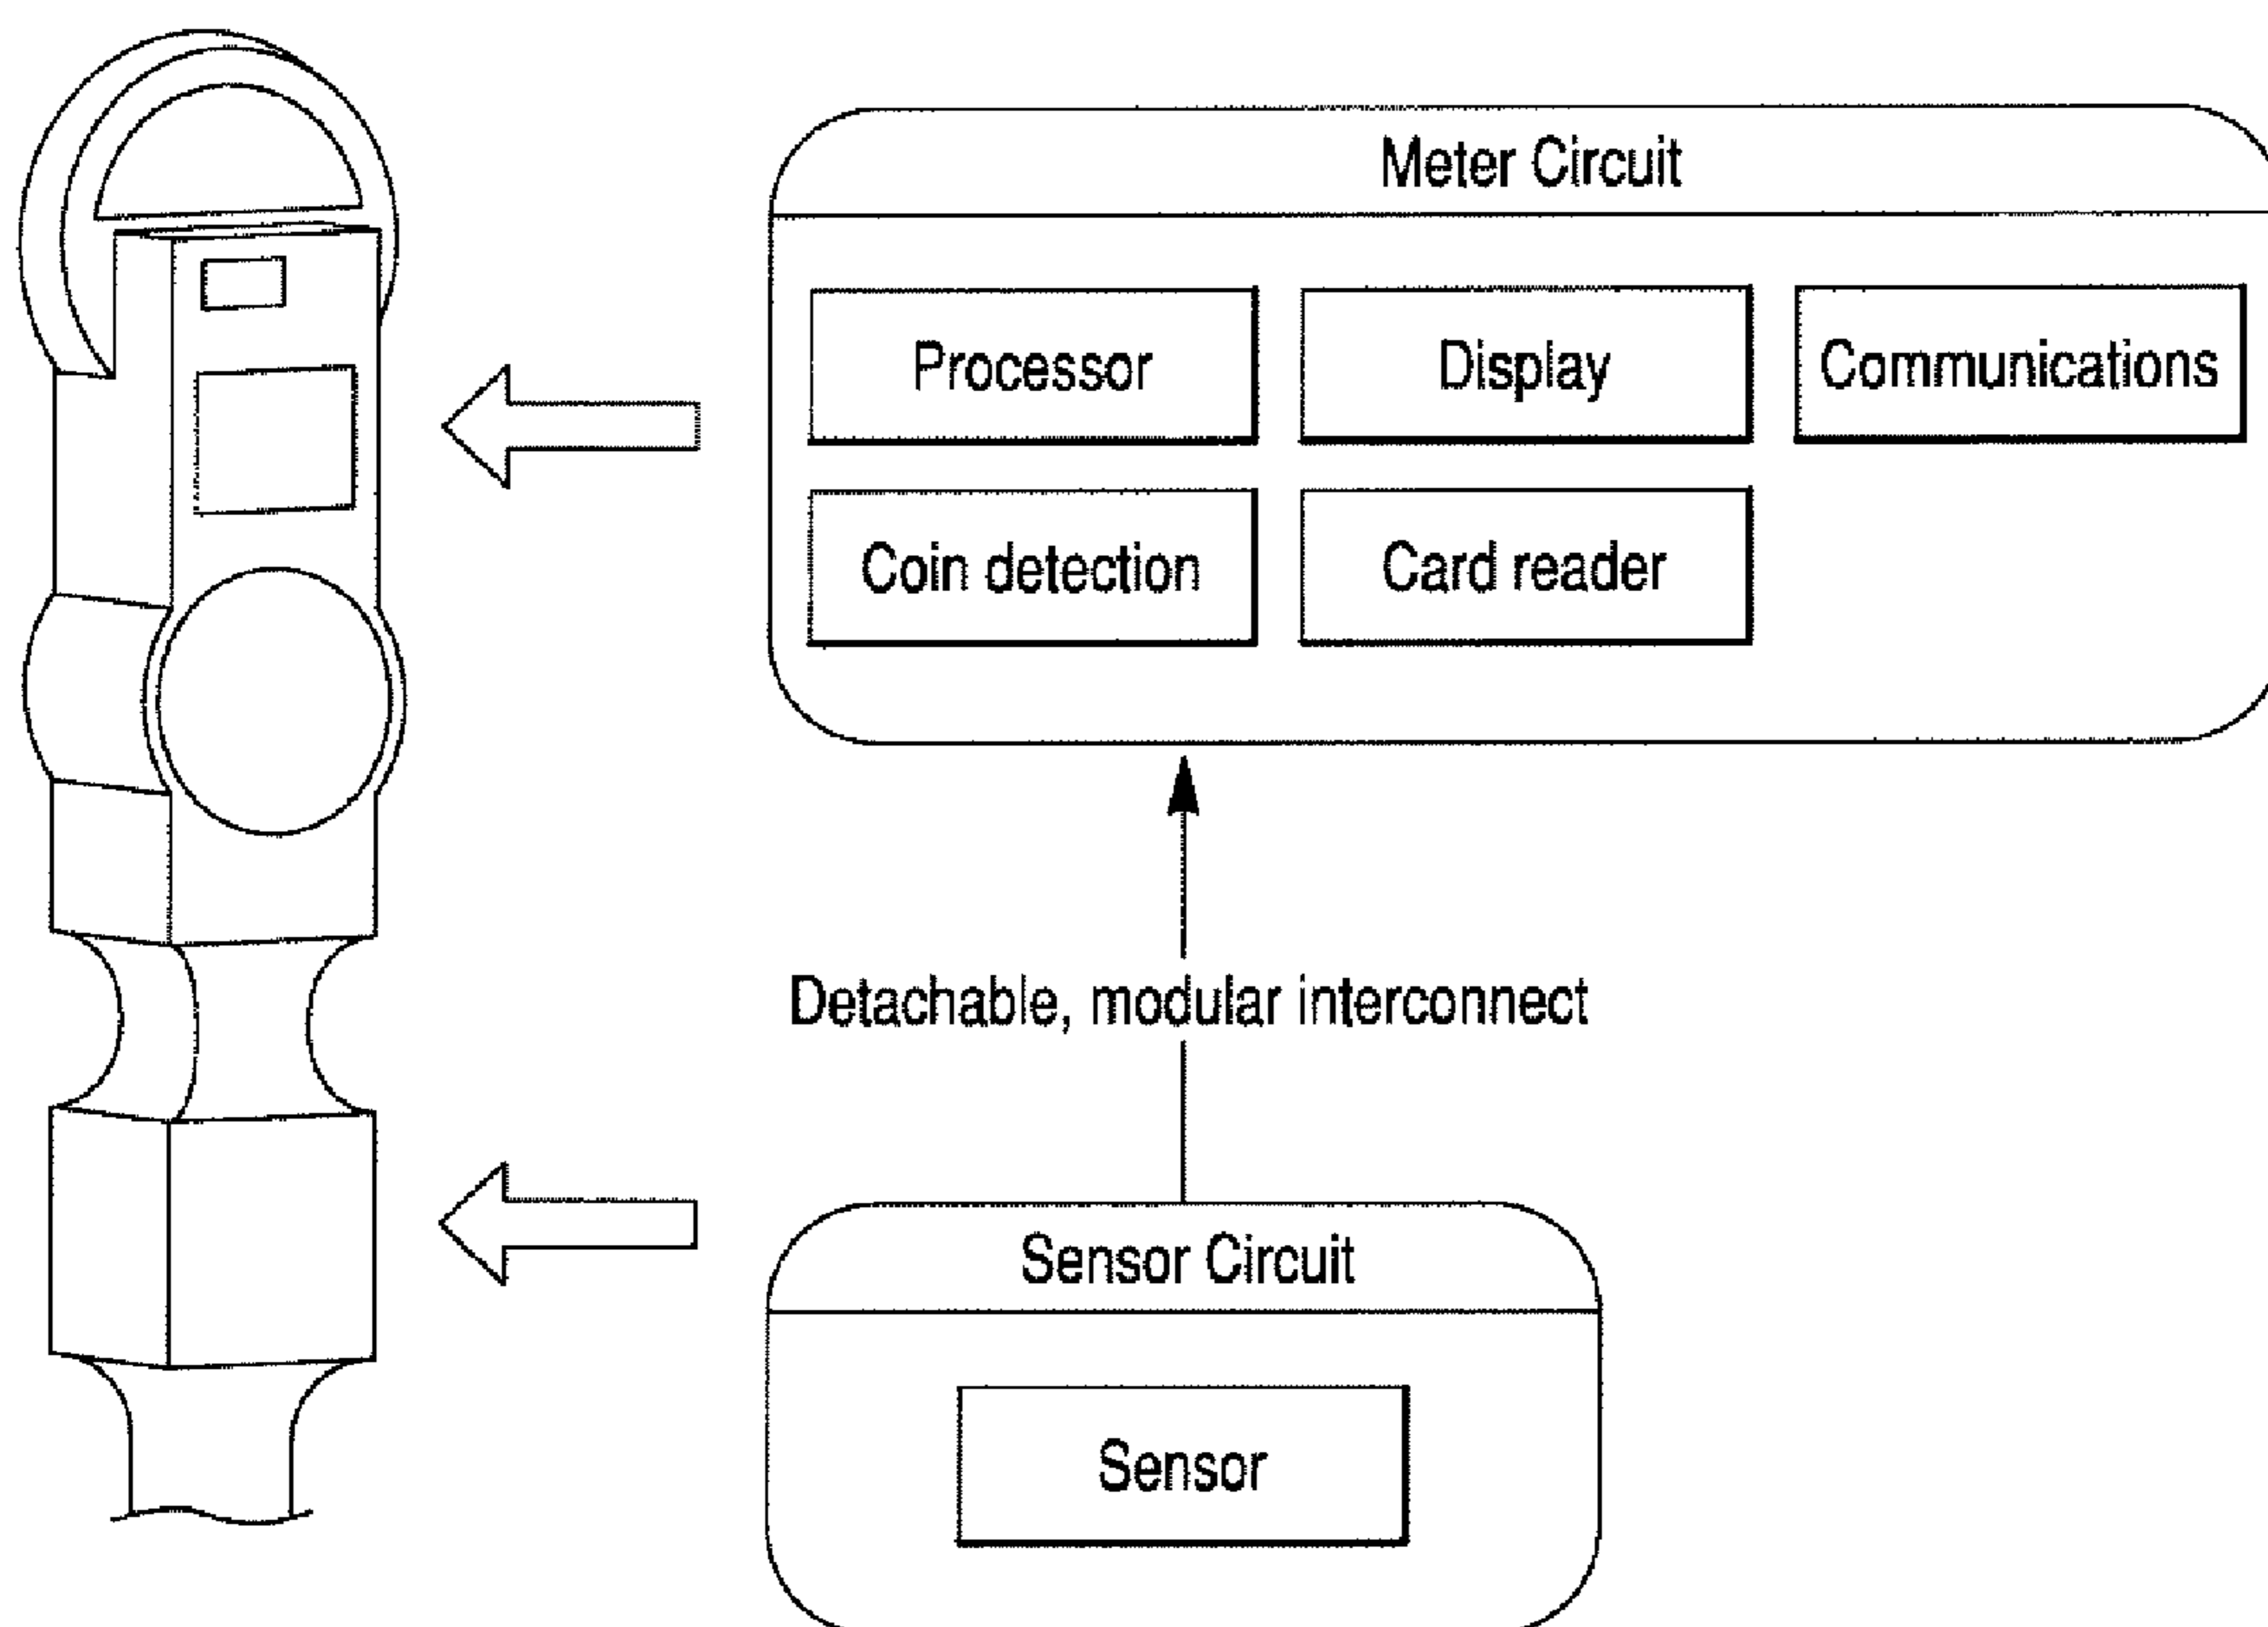 Meter Circuit
Processor
Display
Communications
Coin detection
Card reader
Detachable, modular interconnect
Sensor Circuit
Sensor